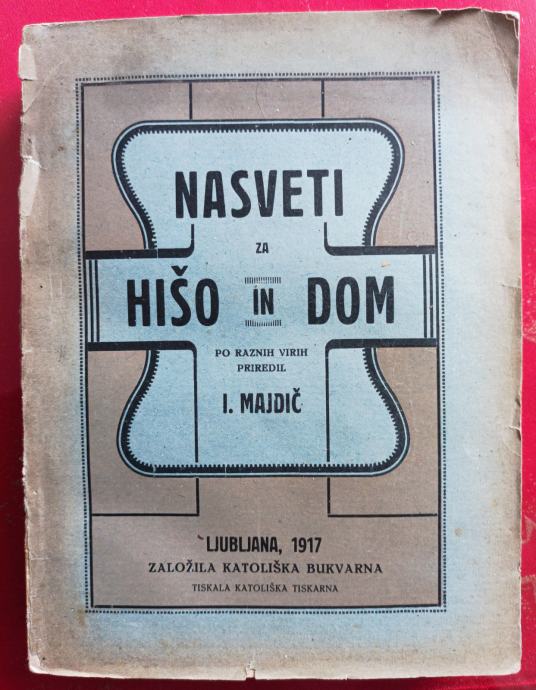 NASVETI
ZA
HIŠO IN DOM
PO RAZNIH VIRIH
PRIREDIL
I. MAJDIČ
LJUBLJANA, 1917
ZALOŽILA KATOLIŠKA BUKVARNA
TISKALA KATOLIŠKA TISKARNA